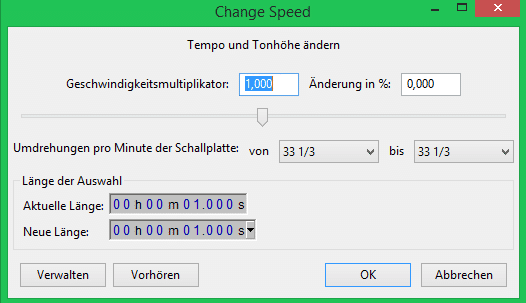 Change Speed
Tempo und Tonhöhe ändern
Geschwindigkeitsmultiplikator: 1,000 Änderung in %: 0,000
Umdrehungen pro Minute der Schallplatte: von 33 1/3 bis 33 1/3
Länge der Auswahl
Aktuelle Länge: 00 h 00 m 01.000 s
Neue Länge: 00 h 00 m 01.000 s
Verwalten Vorhören OK Abbrechen